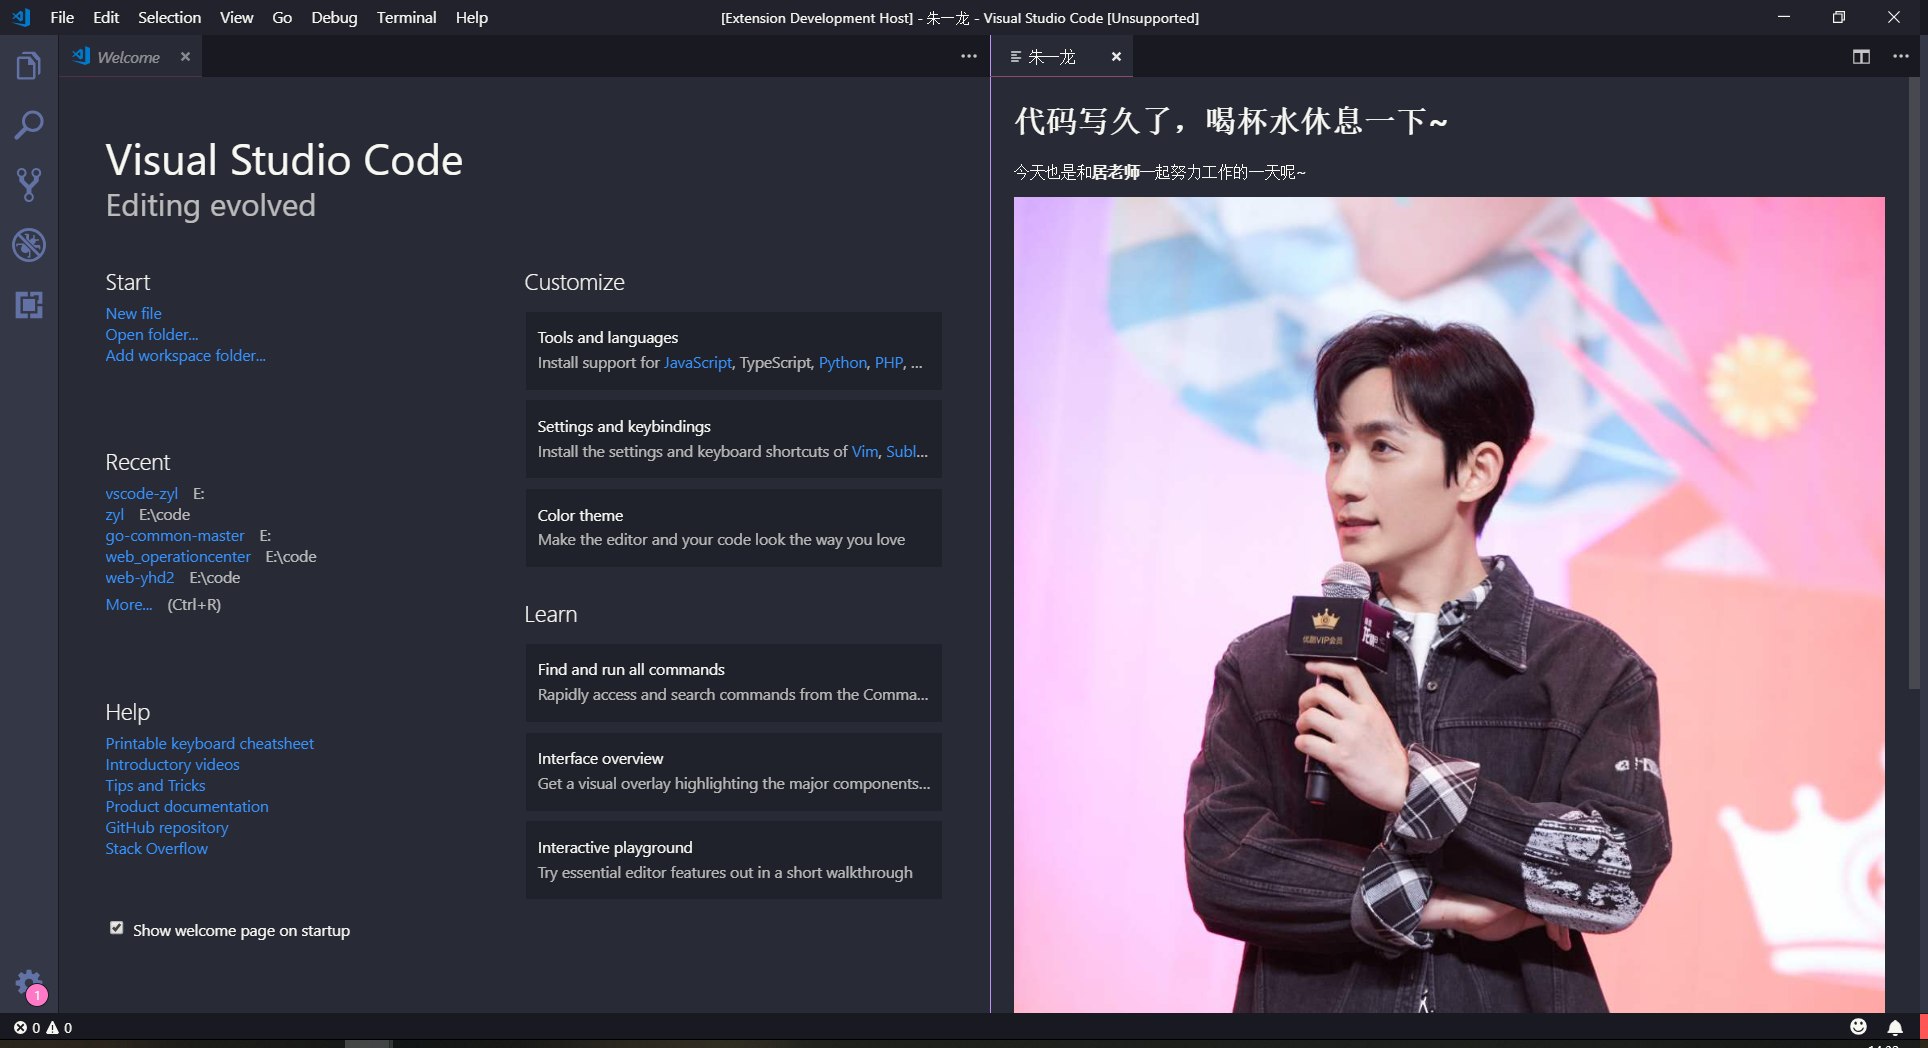 File Edit Selection View Go Debug Terminal Help
[Extension Development Host] - 朱一龙 - Visual Studio Code [Unsupported]
Welcome
朱一龙
Visual Studio Code
Editing evolved
Start
New file
Open folder...
Add workspace folder...
Recent
vscode-zyl E:
zyl E:\code
go-common-master E:
web_operationcenter E:\code
web-yhd2 E:\code
More... (Ctrl+R)
Help
Printable keyboard cheatsheet
Introductory videos
Tips and Tricks
Product documentation
GitHub repository
Stack Overflow
Show welcome page on startup
Customize
Tools and languages
Install support for JavaScript, TypeScript, Python, PHP, ...
Settings and keybindings
Install the settings and keyboard shortcuts of Vim, Subl...
Color theme
Make the editor and your code look the way you love
Learn
Find and run all commands
Rapidly access and search commands from the Comma...
Interface overview
Get a visual overlay highlighting the major components...
Interactive playground
Try essential editor features out in a short walkthrough
代码写久了，喝杯水休息一下~
今天也是和居老师一起努力工作的一天呢~
优酷VIP会员
1
0 0